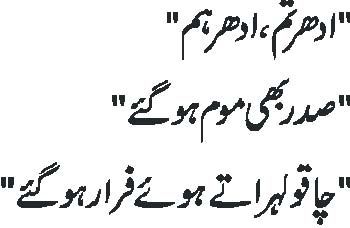 "ادھر تم، ادھر ہم"
"صدر بھی موم ہو گئے"
"چاقو لہراتے ہوئے فرار ہو گئے"